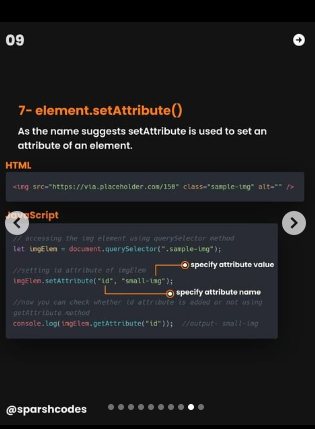 09
7- element.setAttribute()
As the name suggests setAttribute is used to set an
attribute of an element.
HTML
<img src="https://via.placeholder.com/150" class="sample-img" alt="" />
JavaScript
// accessing the img element using querySelector method
let imgElem = document.querySelector(".sample-img");
//setting id attribute of imgElem
specify attribute value
imgElem.setAttribute("id", "small-img");
specify attribute name
//now you can check whether id attribute is added or not using
getAttribute method
console.log(imgElem.getAttribute("id")); //output- small-img
@sparshcodes